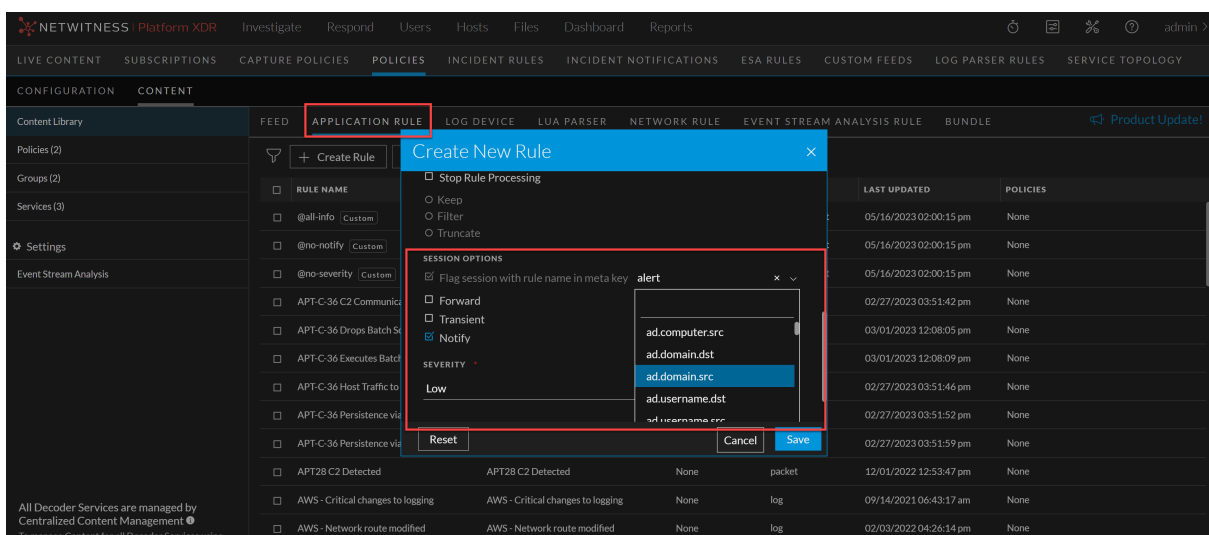 NETWITNESS Platform XDR Investigate Respond Users Hosts Files Dashboard Reports admin
LIVE CONTENT SUBSCRIPTIONS CAPTURE POLICIES POLICIES INCIDENT RULES INCIDENT NOTIFICATIONS ESA RULES CUSTOM FEEDS LOG PARSER RULES SERVICE TOPOLOGY
CONFIGURATION CONTENT
Content Library
Policies (2)
Groups (2)
Services (3)
Settings
Event Stream Analysis
All Decoder Services are managed by
Centralized Content Management
FEED APPLICATION RULE LOG DEVICE LUA PARSER NETWORK RULE EVENT STREAM ANALYSIS RULE BUNDLE Product Update!
+ Create Rule
RULE NAME LAST UPDATED POLICIES
@all-info Custom 05/16/2023 02:00:15 pm None
@no-notify Custom 05/16/2023 02:00:15 pm None
@no-severity Custom 05/16/2023 02:00:15 pm None
APT-C-36 C2 Communica 02/27/2023 03:51:42 pm None
APT-C-36 Drops Batch Sc 03/01/2023 12:08:05 pm None
APT-C-36 Executes Batch 03/01/2023 12:08:09 pm None
APT-C-36 Host Traffic to 02/27/2023 03:51:46 pm None
APT-C-36 Persistence via 02/27/2023 03:51:52 pm None
APT-C-36 Persistence via 02/27/2023 03:51:59 pm None
APT28 C2 Detected APT28 C2 Detected None packet 12/01/2022 12:53:47 pm None
AWS - Critical changes to logging AWS - Critical changes to logging None log 09/14/2021 06:43:17 am None
AWS - Network route modified AWS - Network route modified None log 02/03/2022 04:26:14 pm None
Create New Rule ×
Stop Rule Processing
Keep
Filter
Truncate
SESSION OPTIONS
Flag session with rule name in meta key alert ×
Forward
Transient
Notify
SEVERITY *
Low
ad.computer.src
ad.domain.dst
ad.domain.src
ad.username.dst
ad.username.src
Reset Cancel Save